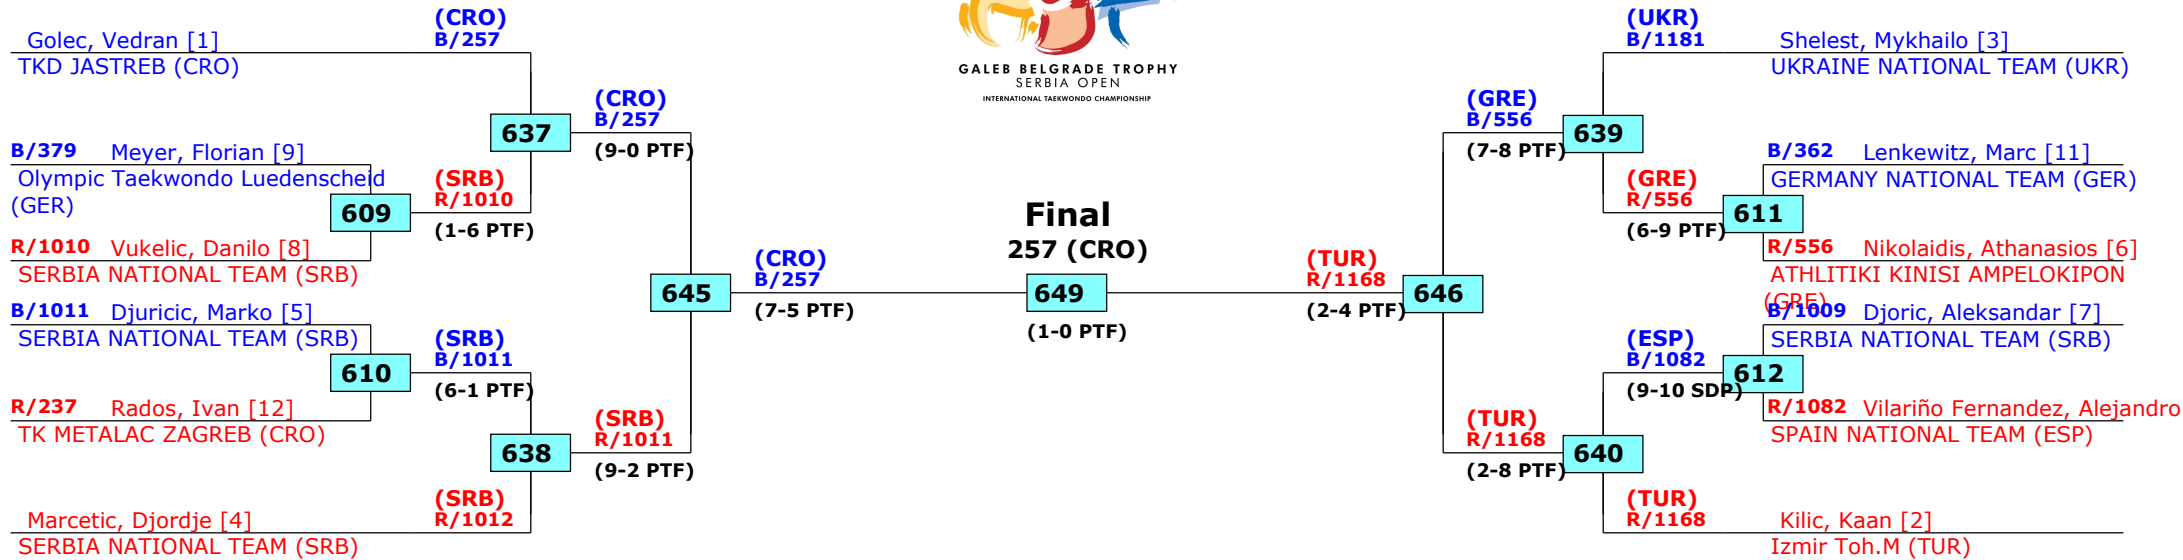 (CRO)
B/257
Golec, Vedran [1]
TKD JASTREB (CRO)
(CRO)
B/257
637
(9-0 PTF)
B/379 Meyer, Florian [9]
Olympic Taekwondo Luedenscheid
(GER)
609
(SRB)
R/1010
(1-6 PTF)
R/1010 Vukelic, Danilo [8]
SERBIA NATIONAL TEAM (SRB)
645
(CRO)
B/257
(7-5 PTF)
B/1011 Djuricic, Marko [5]
SERBIA NATIONAL TEAM (SRB)
610
(SRB)
B/1011
(6-1 PTF)
R/237 Rados, Ivan [12]
TK METALAC ZAGREB (CRO)
638
(SRB)
R/1011
(9-2 PTF)
(SRB)
R/1012
Marcetic, Djordje [4]
SERBIA NATIONAL TEAM (SRB)
GALEB BELGRADE TROPHY
SERBIA OPEN
INTERNATIONAL TAEKWONDO CHAMPIONSHIP
Final
257 (CRO)
649
(1-0 PTF)
(UKR)
B/1181
Shelest, Mykhailo [3]
UKRAINE NATIONAL TEAM (UKR)
(GRE)
B/556
639
(7-8 PTF)
B/362 Lenkewitz, Marc [11]
GERMANY NATIONAL TEAM (GER)
(GRE)
R/556
611
(6-9 PTF)
R/556 Nikolaidis, Athanasios [6]
ATHLITIKI KINISI AMPELOKIPON
(GRE)
(TUR)
R/1168
646
(2-4 PTF)
B/1009 Djoric, Aleksandar [7]
SERBIA NATIONAL TEAM (SRB)
(ESP)
B/1082
612
(9-10 SDP)
R/1082 Vilariño Fernandez, Alejandro
SPAIN NATIONAL TEAM (ESP)
(TUR)
R/1168
640
(2-8 PTF)
(TUR)
R/1168
Kilic, Kaan [2]
Izmir Toh.M (TUR)